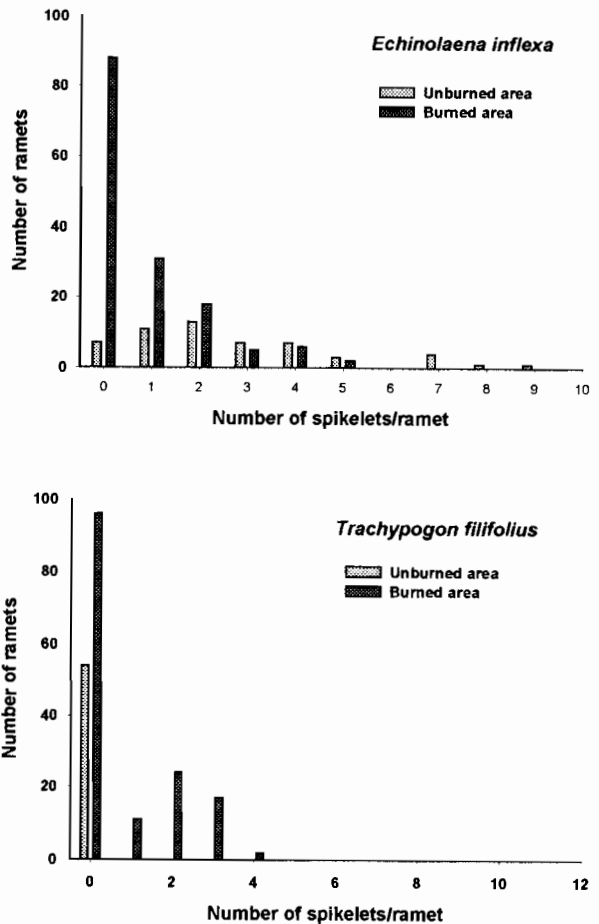 100
Echinolaena inflexa
80
Unburned area
Burned area
60
40
20
0
Number of ramets
0 1 2 3 4 5 6 7 8 9 10
Number of spikelets/ramet
100
Trachypogon filifolius
80
Unburned area
Burned area
60
40
20
0
Number of ramets
0 2 4 6 8 10 12
Number of spikelets/ramet